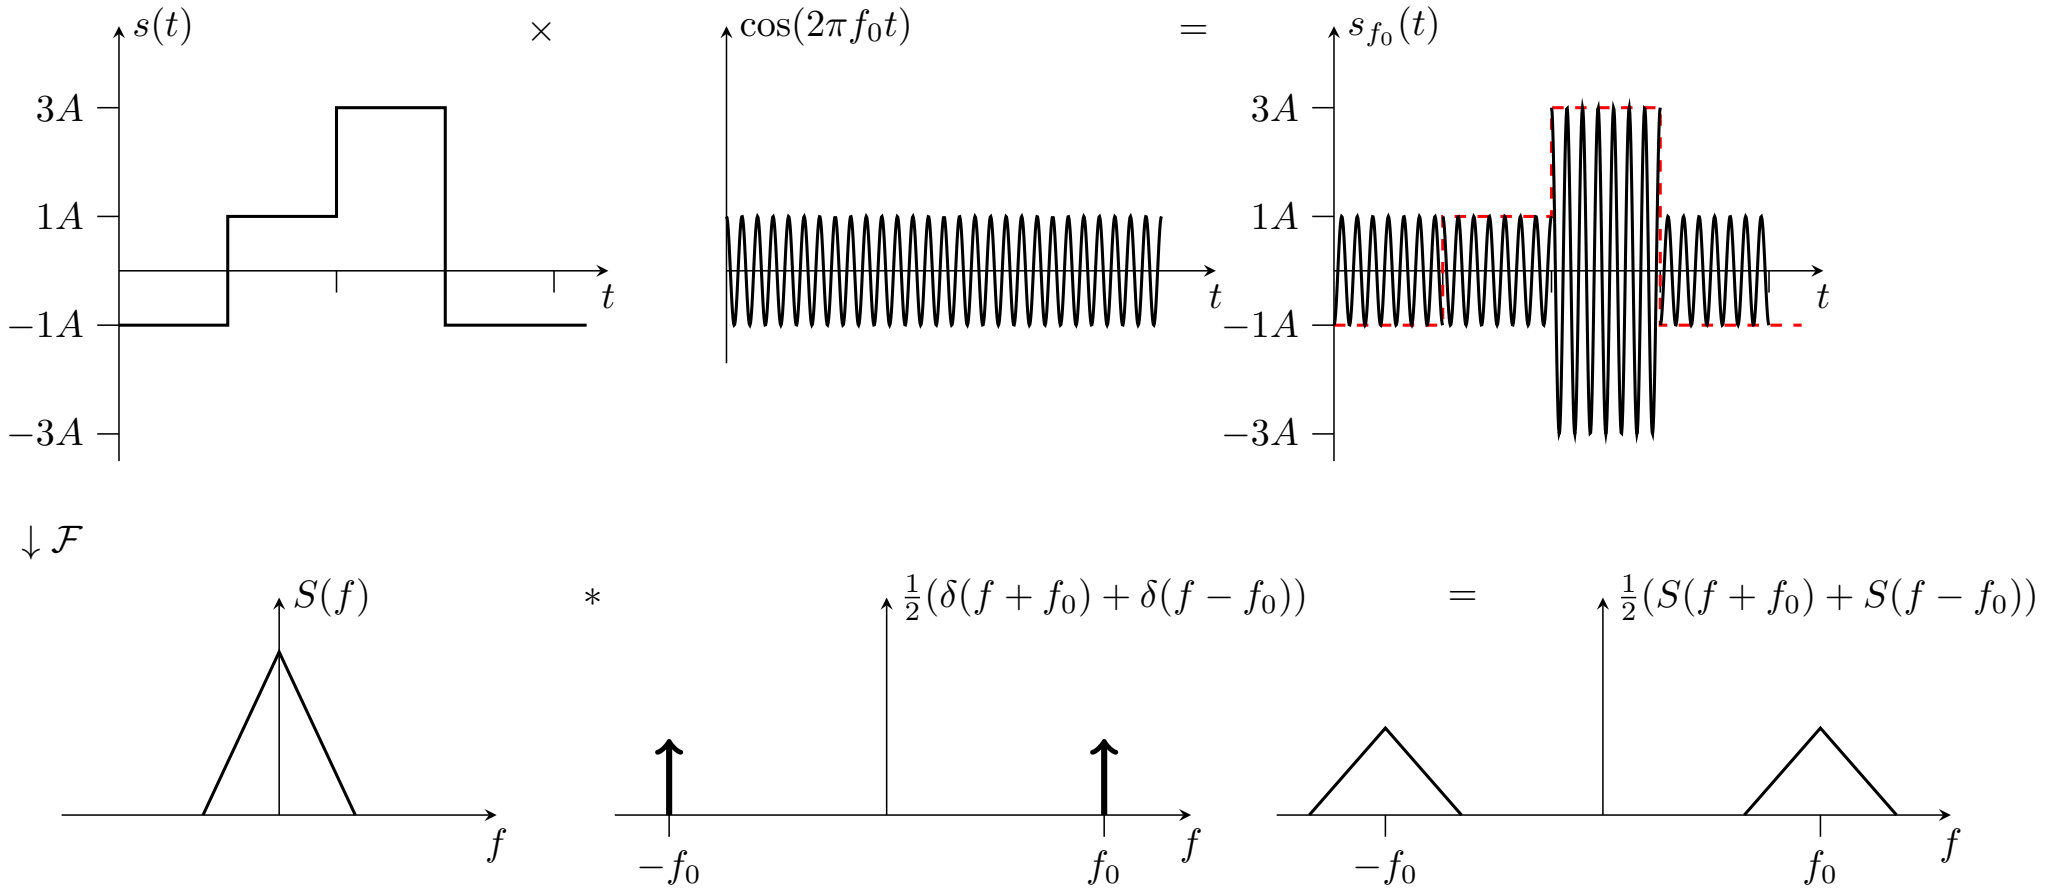 s(t) × cos(2πf₀t) = s_{f₀}(t)
3A 3A
1A 1A
t t t
−1A −1A
−3A −3A
↓ ℱ
S(f) * ½(δ(f + f₀) + δ(f − f₀)) = ½(S(f + f₀) + S(f − f₀))
f f f
−f₀ f₀ −f₀ f₀